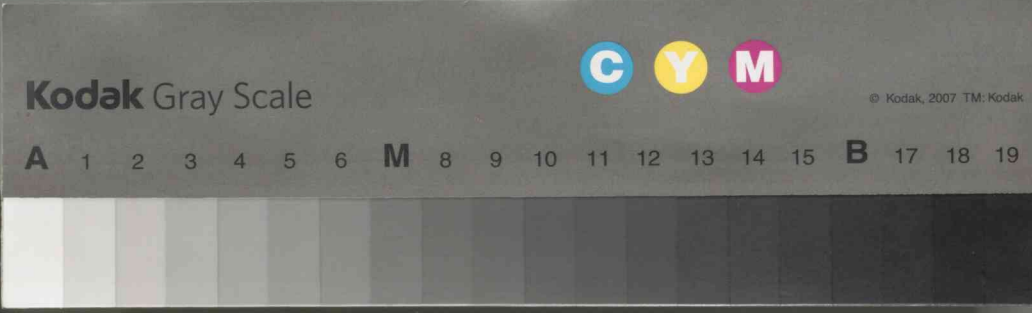 C Y M
Kodak Gray Scale
© Kodak, 2007 TM: Kodak
A 1 2 3 4 5 6 M 8 9 10 11 12 13 14 15 B 17 18 19